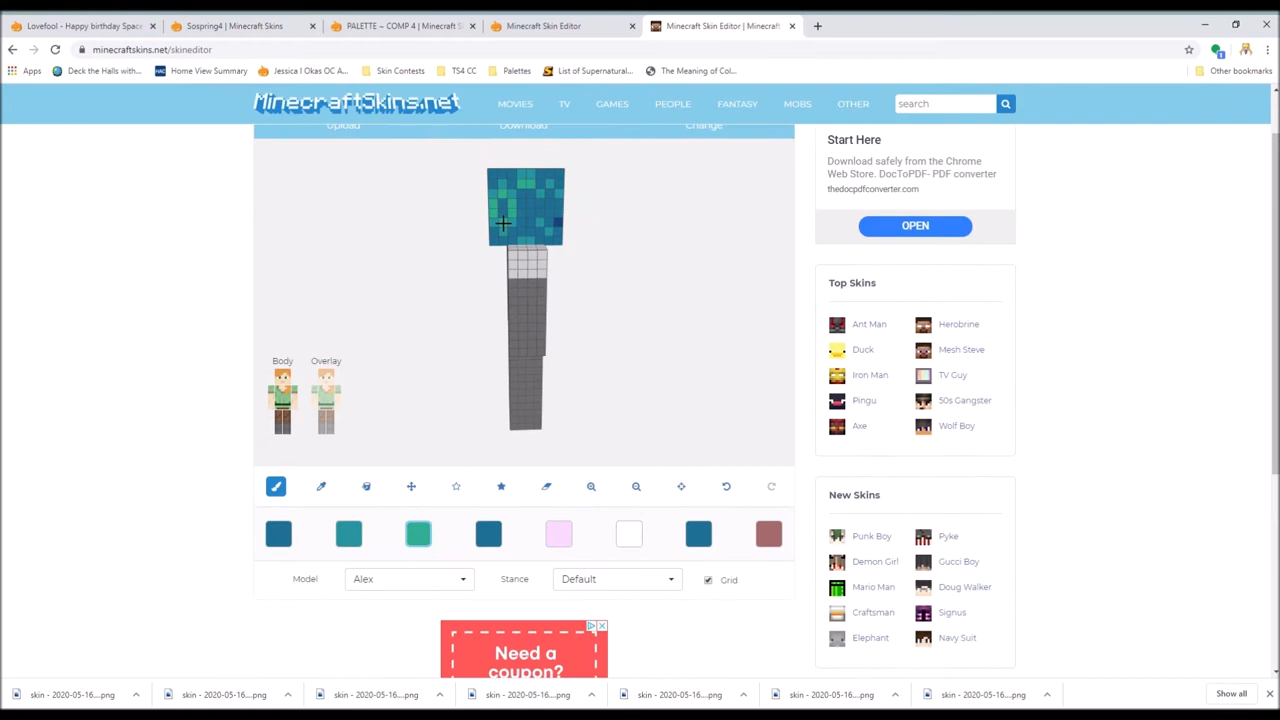 Lovefool - Happy birthday Space
Sospring4 | Minecraft Skins
PALETTE ~ COMP 4 | Minecraft S
Minecraft Skin Editor
Minecraft Skin Editor | Minecraft
minecraftskins.net/skineditor
Apps
Deck the Halls with...
Home View Summary
Jessica I Okas OC A...
Skin Contests
TS4 CC
Palettes
List of Supernatural...
The Meaning of Col...
Other bookmarks
MinecraftSkins.net
MOVIES
TV
GAMES
PEOPLE
FANTASY
MOBS
OTHER
search
Upload
Download
Change
Start Here
Download safely from the Chrome
Web Store. DocToPDF- PDF converter
thedocpdfconverter.com
OPEN
Top Skins
Ant Man
Herobrine
Duck
Mesh Steve
Iron Man
TV Guy
Pingu
50s Gangster
Axe
Wolf Boy
Body
Overlay
New Skins
Punk Boy
Pyke
Demon Girl
Gucci Boy
Mario Man
Doug Walker
Craftsman
Signus
Elephant
Navy Suit
Model
Alex
Stance
Default
Grid
Need a
coupon?
skin - 2020-05-16....png
skin - 2020-05-16....png
skin - 2020-05-16....png
skin - 2020-05-16....png
skin - 2020-05-16....png
skin - 2020-05-16....png
skin - 2020-05-16....png
Show all